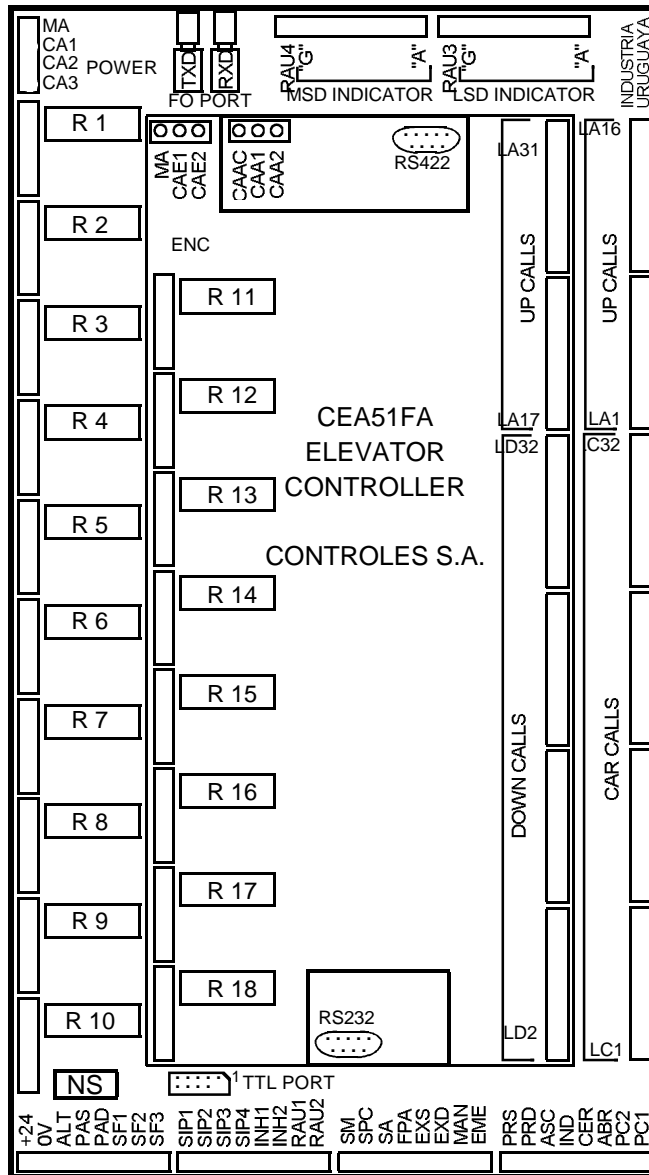 MA
CA1
CA2
CA3
POWER
TXD
RXD
FO PORT
RAU4
"G"
"A"
MSD INDICATOR
RAU3
"G"
"A"
LSD INDICATOR
INDUSTRIA
URUGUAYA
R 1
R 2
R 3
R 4
R 5
R 6
R 7
R 8
R 9
R 10
MA
CAE1
CAE2
CAAC
CAA1
CAA2
RS422
ENC
R 11
R 12
R 13
R 14
R 15
R 16
R 17
R 18
CEA51FA
ELEVATOR
CONTROLLER
CONTROLES S.A.
LA31
UP CALLS
LA17
LD32
DOWN CALLS
LD2
LA16
UP CALLS
LA1
LC32
CAR CALLS
LC1
RS232
NS
1
TTL PORT
+24
0V
ALT
PAS
PAD
SF1
SF2
SF3
SIP1
SIP2
SIP3
SIP4
INH1
INH2
RAU1
RAU2
SM
SPC
SA
FPA
EXS
EXD
MAN
EME
PRS
PRD
ASC
IND
CER
ABR
PC2
PC1